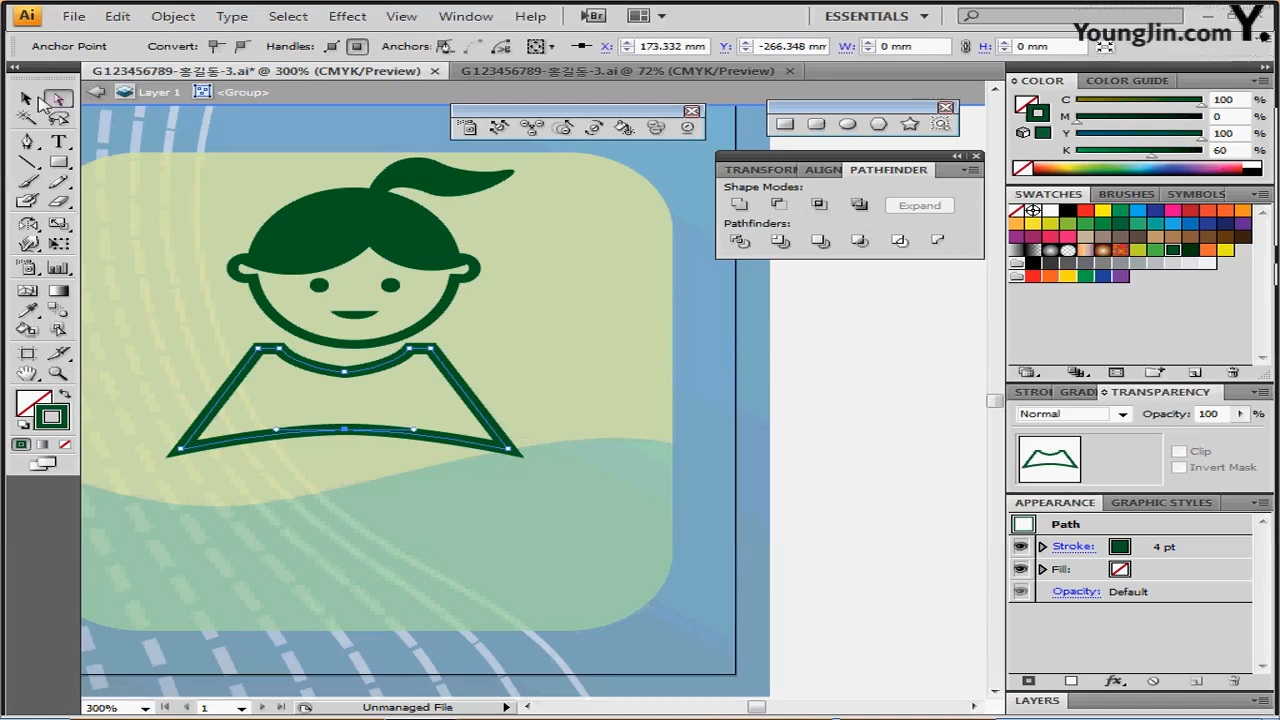 Ai File Edit Object Type Select Effect View Window Help Br ESSENTIALS
YoungJin.com Y.
Anchor Point Convert: Handles: Anchors: X: 173.332 mm Y: -266.348 mm W: 0 mm H: 0 mm
G123456789-홍길동-3.ai* @ 300% (CMYK/Preview) G123456789-홍길동-3.ai @ 72% (CMYK/Preview)
Layer 1 <Group>
COLOR COLOR GUIDE
C 100 %
M 0 %
Y 100 %
K 60 %
TRANSFORM ALIGN PATHFINDER
Shape Modes:
Expand
Pathfinders:
SWATCHES BRUSHES SYMBOLS
STRO GRAD TRANSPARENCY
Normal Opacity: 100 %
Clip
Invert Mask
APPEARANCE GRAPHIC STYLES
Path
Stroke: 4 pt
Fill:
Opacity: Default
LAYERS
300% 1 Unmanaged File